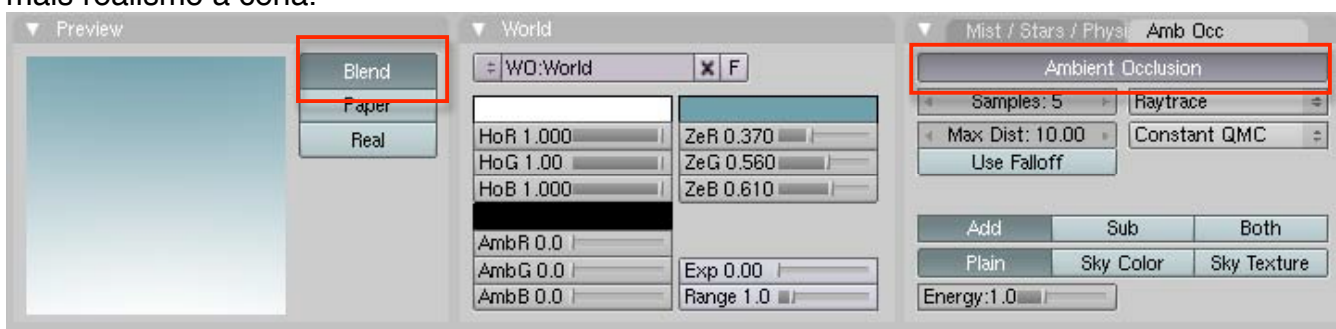 mais realismo à cena.
Preview
Blend
Paper
Real
World
WO:World
F
HoR 1.000
HoG 1.00
HoB 1.000
ZeR 0.370
ZeG 0.560
ZeB 0.610
AmbR 0.0
AmbG 0.0
AmbB 0.0
Exp 0.00
Range 1.0
Mist / Stars / Physi Amb Occ
Ambient Occlusion
Samples: 5 Raytrace
Max Dist: 10.00 Constant QMC
Use Falloff
Add Sub Both
Plain Sky Color Sky Texture
Energy:1.0